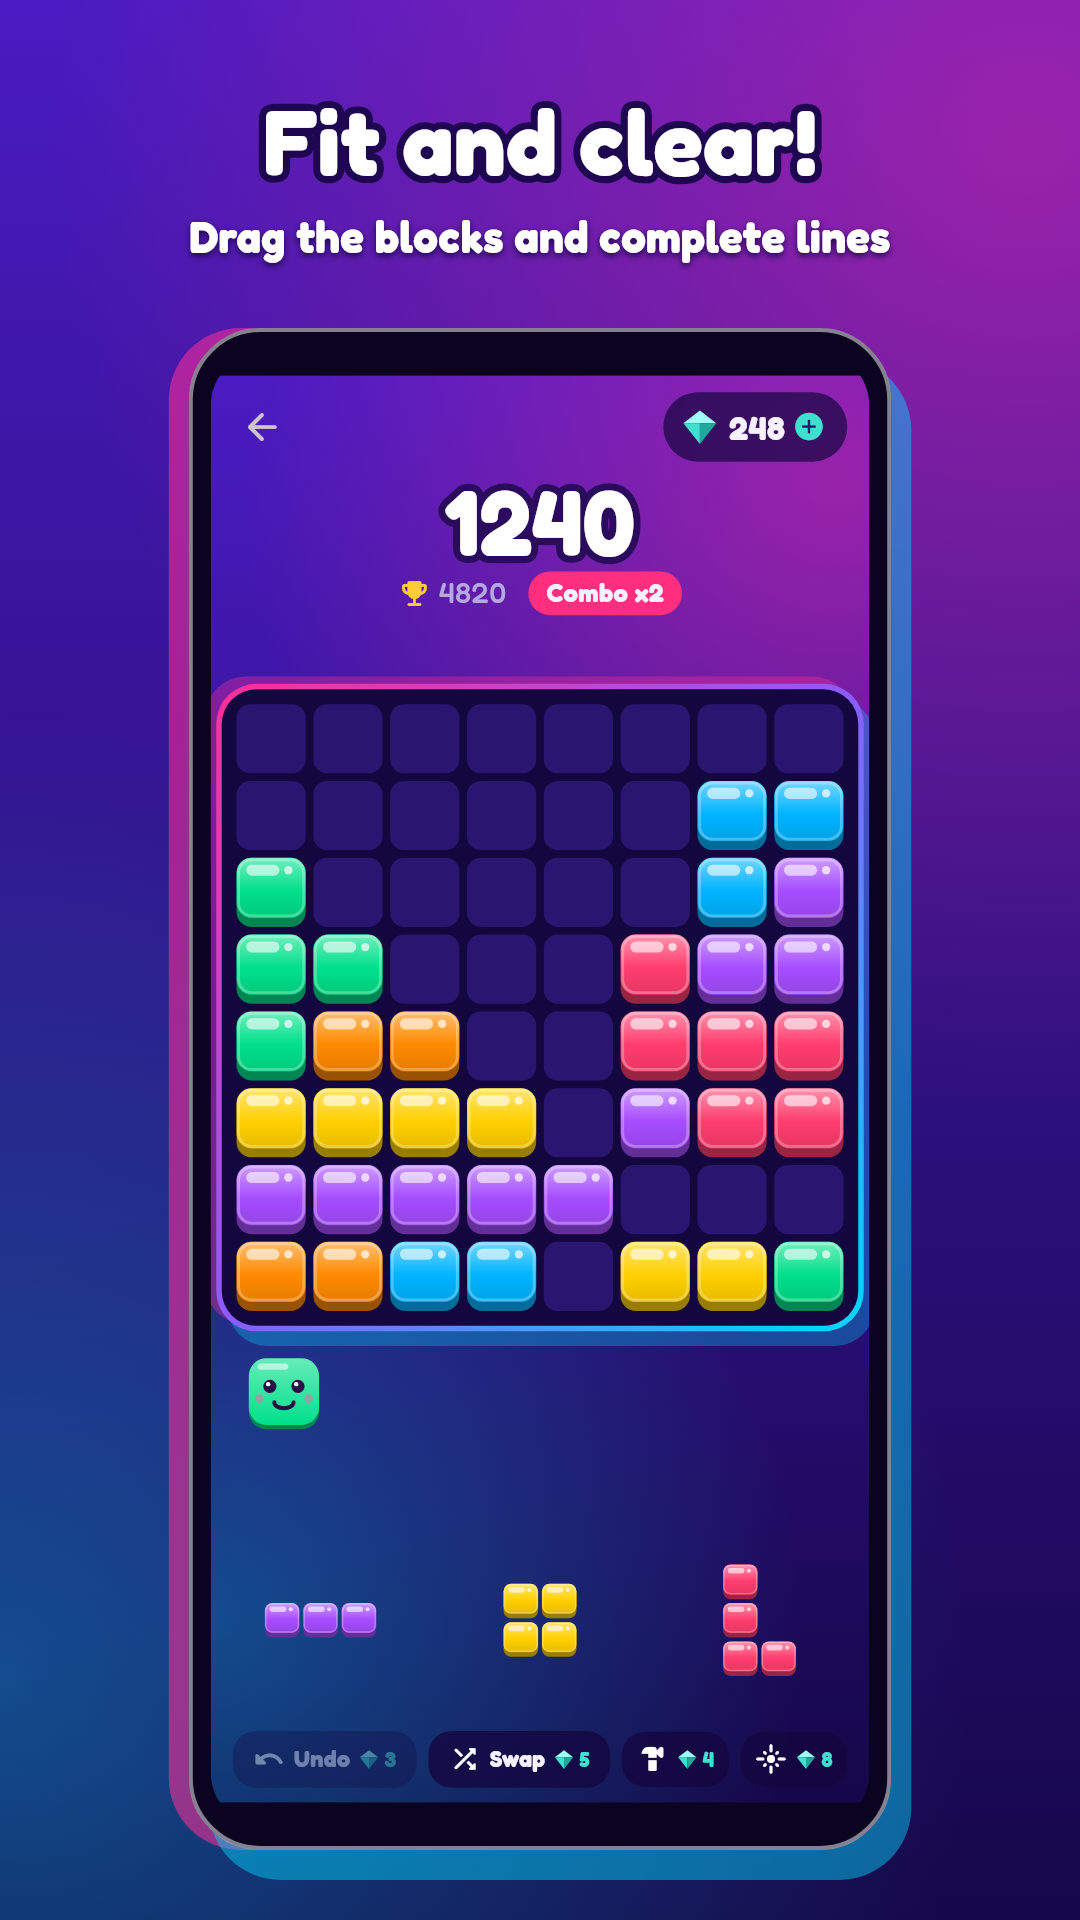 Fit and clear!
Drag the blocks and complete lines
248
1240
4820 Combo x2
Undo 3 Swap 5 4 8